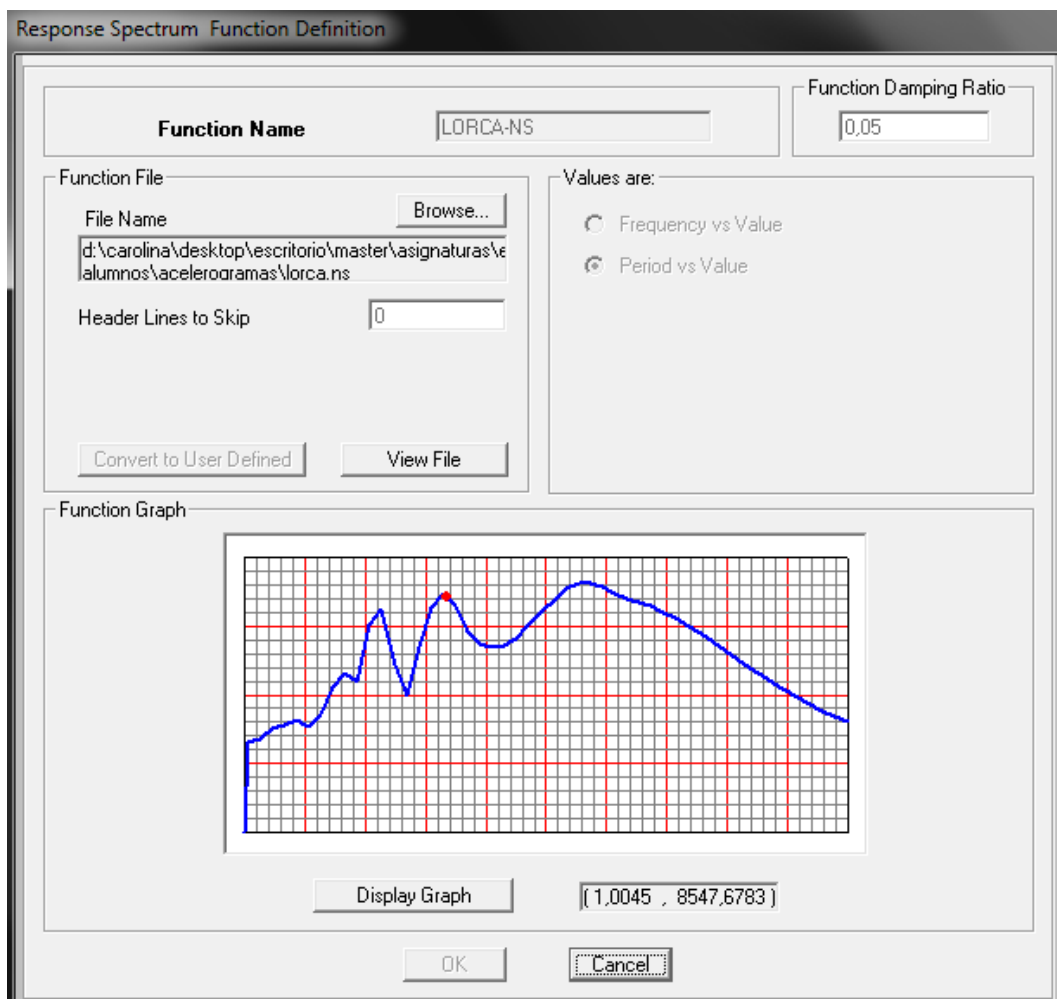 Response Spectrum Function Definition
Function Name
LORCA-NS
Function Damping Ratio
0,05
Function File
File Name
Browse...
d:\carolina\desktop\escritorio\master\asignaturas\e
alumnos\acelerogramas\lorca.ns
Header Lines to Skip
0
Convert to User Defined
View File
Values are:
Frequency vs Value
Period vs Value
Function Graph
Display Graph
( 1,0045 , 8547,6783 )
OK
Cancel